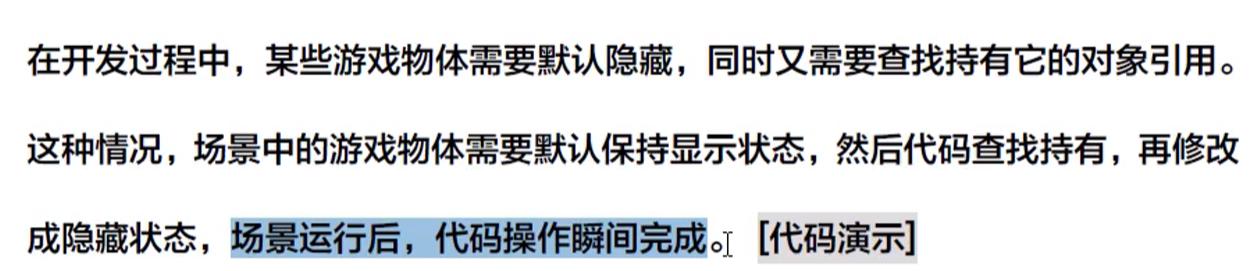 在开发过程中，某些游戏物体需要默认隐藏，同时又需要查找持有它的对象引用。
这种情况，场景中的游戏物体需要默认保持显示状态，然后代码查找持有，再修改
成隐藏状态，场景运行后，代码操作瞬间完成。 [代码演示]